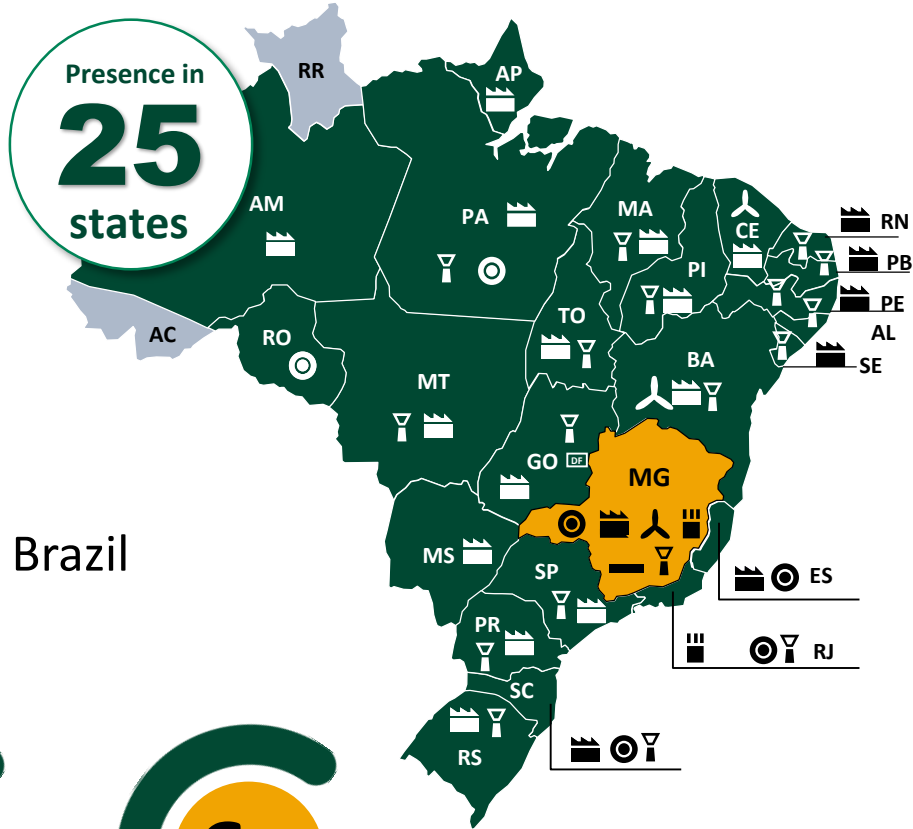 Presence in
25
states
RR
AP
AM
PA
MA
CE
RN
PB
PI
PE
TO
AL
AC
RO
SE
BA
MT
GO
DF
MG
Brazil
MS
SP
ES
PR
RJ
SC
RS